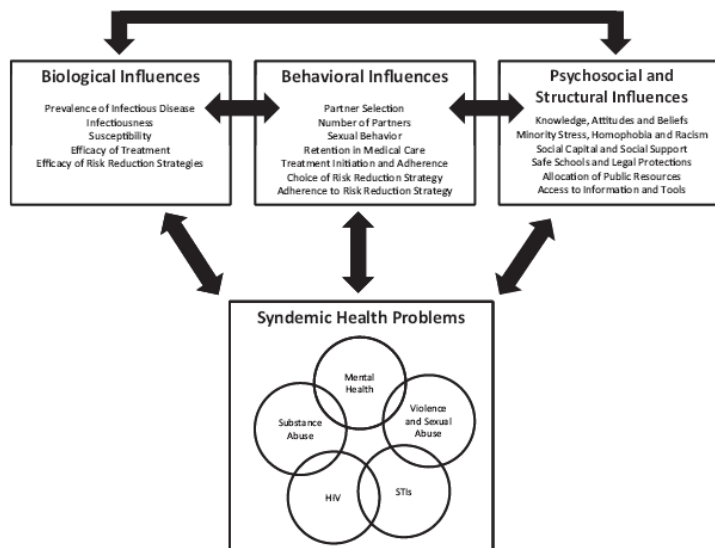 Biological Influences
Prevalence of Infectious Disease
Infectiousness
Susceptibility
Efficacy of Treatment
Efficacy of Risk Reduction Strategies
Behavioral Influences
Partner Selection
Number of Partners
Sexual Behavior
Retention in Medical Care
Treatment Initiation and Adherence
Choice of Risk Reduction Strategy
Adherence to Risk Reduction Strategy
Psychosocial and
Structural Influences
Knowledge, Attitudes and Beliefs
Minority Stress, Homophobia and Racism
Social Capital and Social Support
Safe Schools and Legal Protections
Allocation of Public Resources
Access to Information and Tools
Syndemic Health Problems
Mental
Health
Substance
Abuse
Violence
and Sexual
Abuse
HIV
STIs